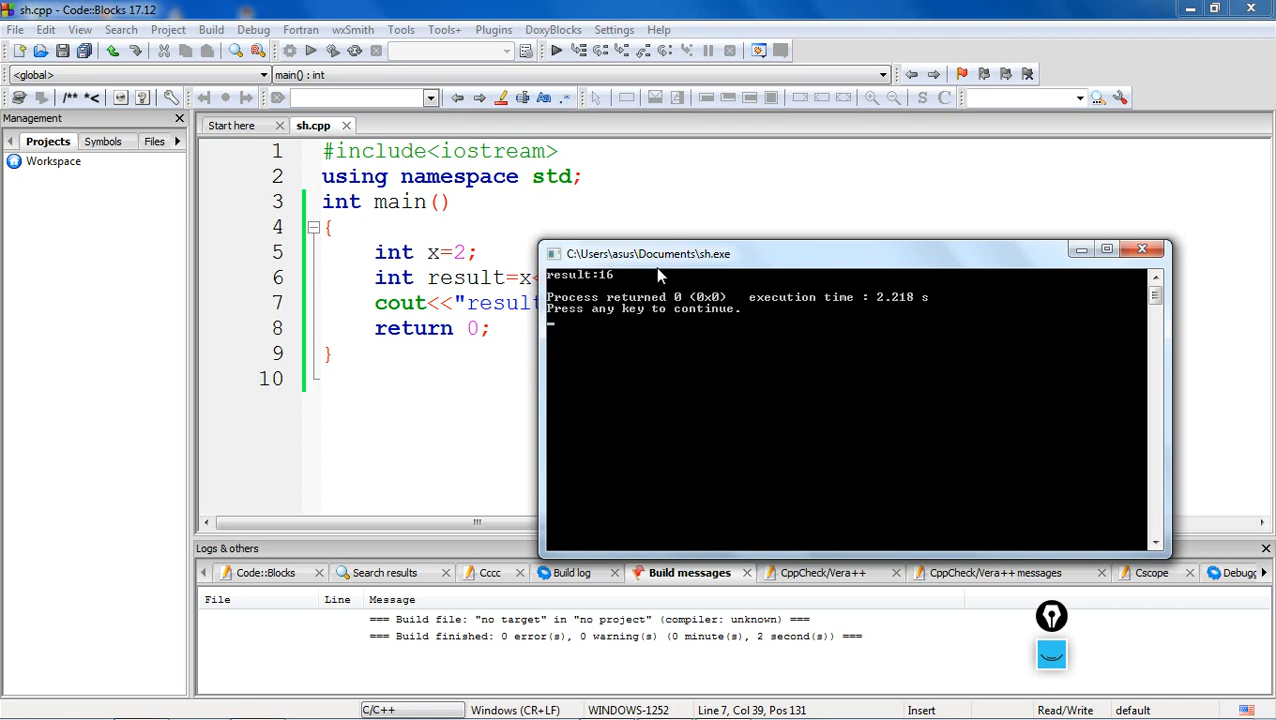 sh.cpp - Code::Blocks 17.12
File Edit View Search Project Build Debug Fortran wxSmith Tools Tools+ Plugins DoxyBlocks Settings Help
<global> main() : int
/** *< S C
Management
Projects Symbols Files
Workspace
Start here sh.cpp
1 #include<iostream>
2 using namespace std;
3 int main()
4 {
5 int x=2;
6 int result=x<
7 cout<<"result
8 return 0;
9 }
10
C:\Users\asus\Documents\sh.exe
result:16
Process returned 0 (0x0) execution time : 2.218 s
Press any key to continue.
Logs & others
Code::Blocks Search results Cccc Build log Build messages CppCheck/Vera++ CppCheck/Vera++ messages Cscope Debugg
File Line Message
=== Build file: "no target" in "no project" (compiler: unknown) ===
=== Build finished: 0 error(s), 0 warning(s) (0 minute(s), 2 second(s)) ===
C/C++ Windows (CR+LF) WINDOWS-1252 Line 7, Col 39, Pos 131 Insert Read/Write default